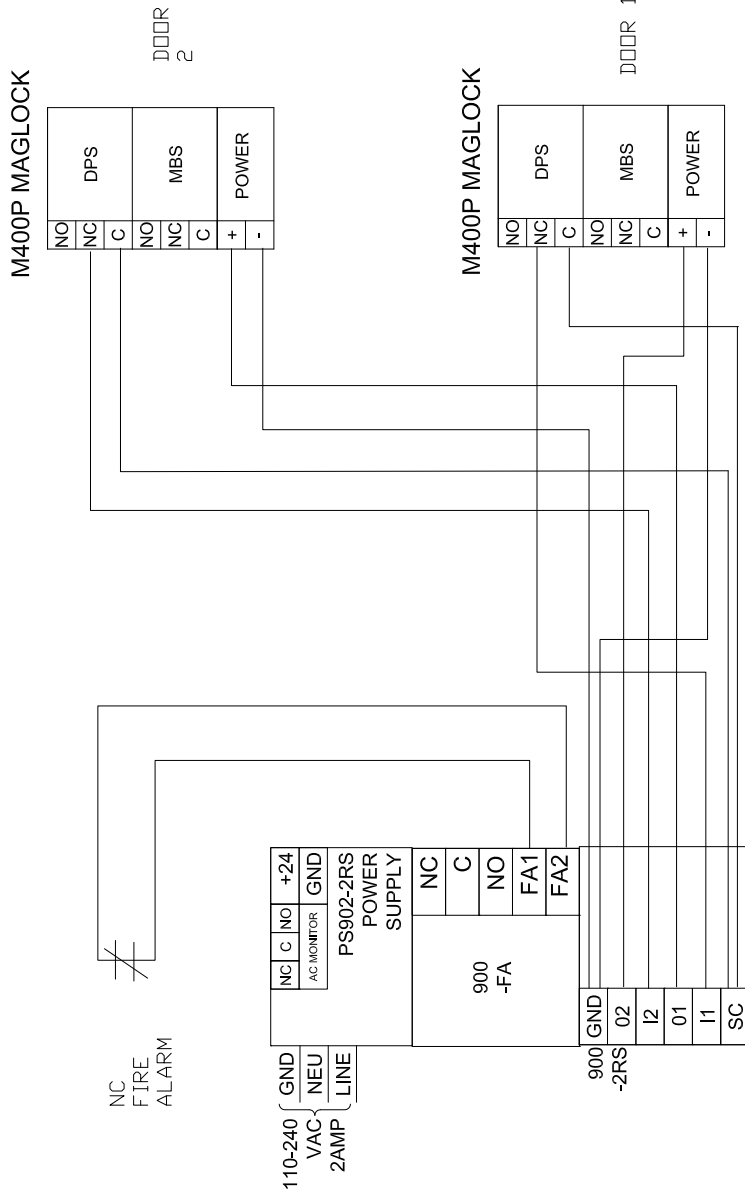 DOOR
2
M400P MAGLOCK
NO
NC
C
NO
NC
C
+
-
DPS
MBS
POWER
DOOR 1
M400P MAGLOCK
NO
NC
C
NO
NC
C
+
-
DPS
MBS
POWER
NC
FIRE
ALARM
110-240
VAC
2AMP
GND
NEU
LINE
NC C NO
AC MONITOR
+24
GND
PS902-2RS
POWER
SUPPLY
900
-FA
NC
C
NO
FA1
FA2
900
-2RS
GND
02
I2
01
I1
SC